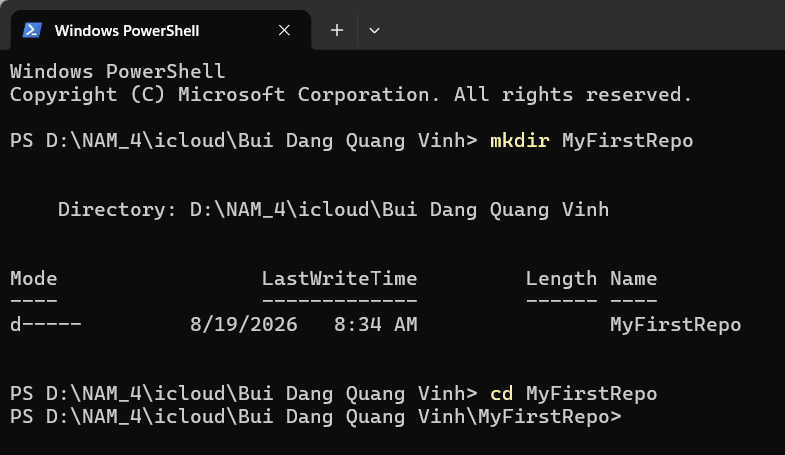 Windows PowerShell
Windows PowerShell
Copyright (C) Microsoft Corporation. All rights reserved.
PS D:\NAM_4\icloud\Bui Dang Quang Vinh> mkdir MyFirstRepo
    Directory: D:\NAM_4\icloud\Bui Dang Quang Vinh
Mode                 LastWriteTime         Length Name
----                 -------------         ------ ----
d-----         8/19/2026   8:34 AM                MyFirstRepo
PS D:\NAM_4\icloud\Bui Dang Quang Vinh> cd MyFirstRepo
PS D:\NAM_4\icloud\Bui Dang Quang Vinh\MyFirstRepo>